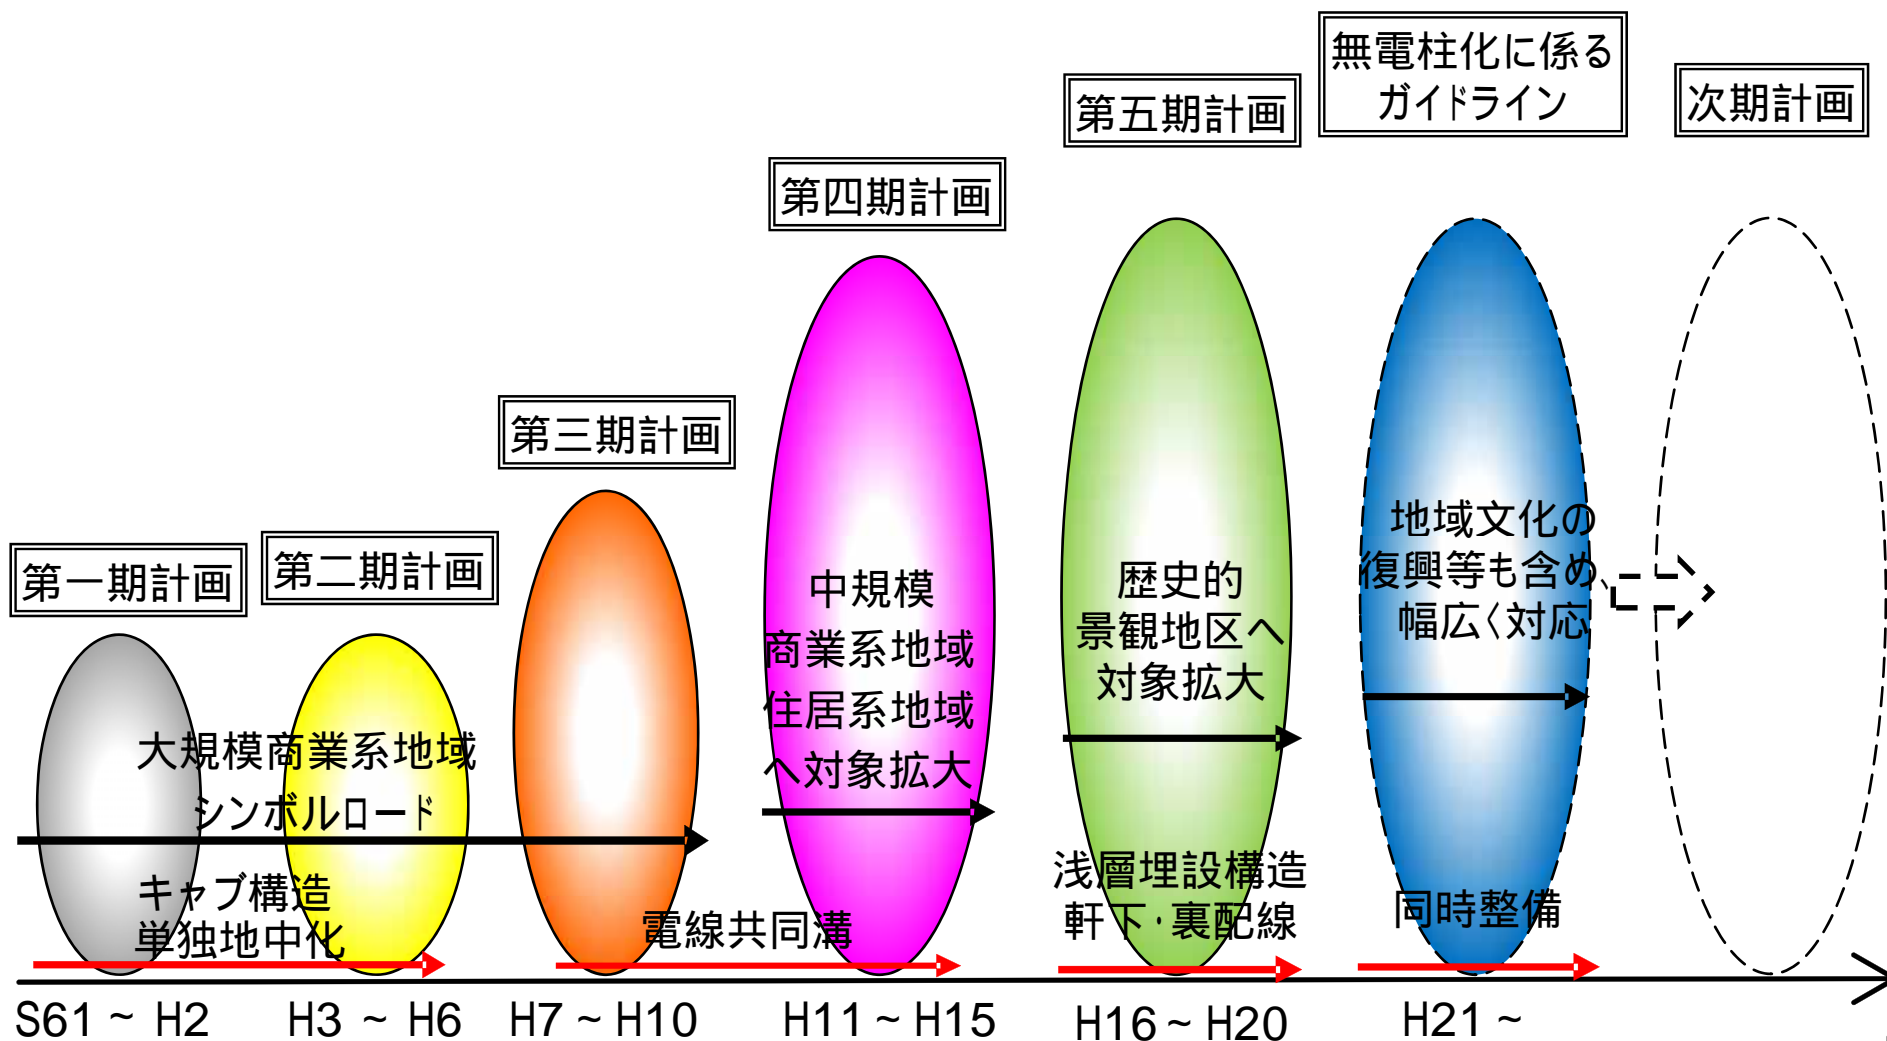 第一期計画
第二期計画
第三期計画
第四期計画
第五期計画
無電柱化に係る
ガイドライン
次期計画
大規模商業系地域
シンボルロード
中規模
商業系地域
住居系地域
へ対象拡大
歴史的
景観地区へ
対象拡大
地域文化の
復興等も含め、
幅広く対応
キャブ構造
単独地中化
電線共同溝
浅層埋設構造
軒下・裏配線
同時整備
S61 ~ H2
H3 ~ H6
H7 ~ H10
H11 ~ H15
H16 ~ H20
H21 ~